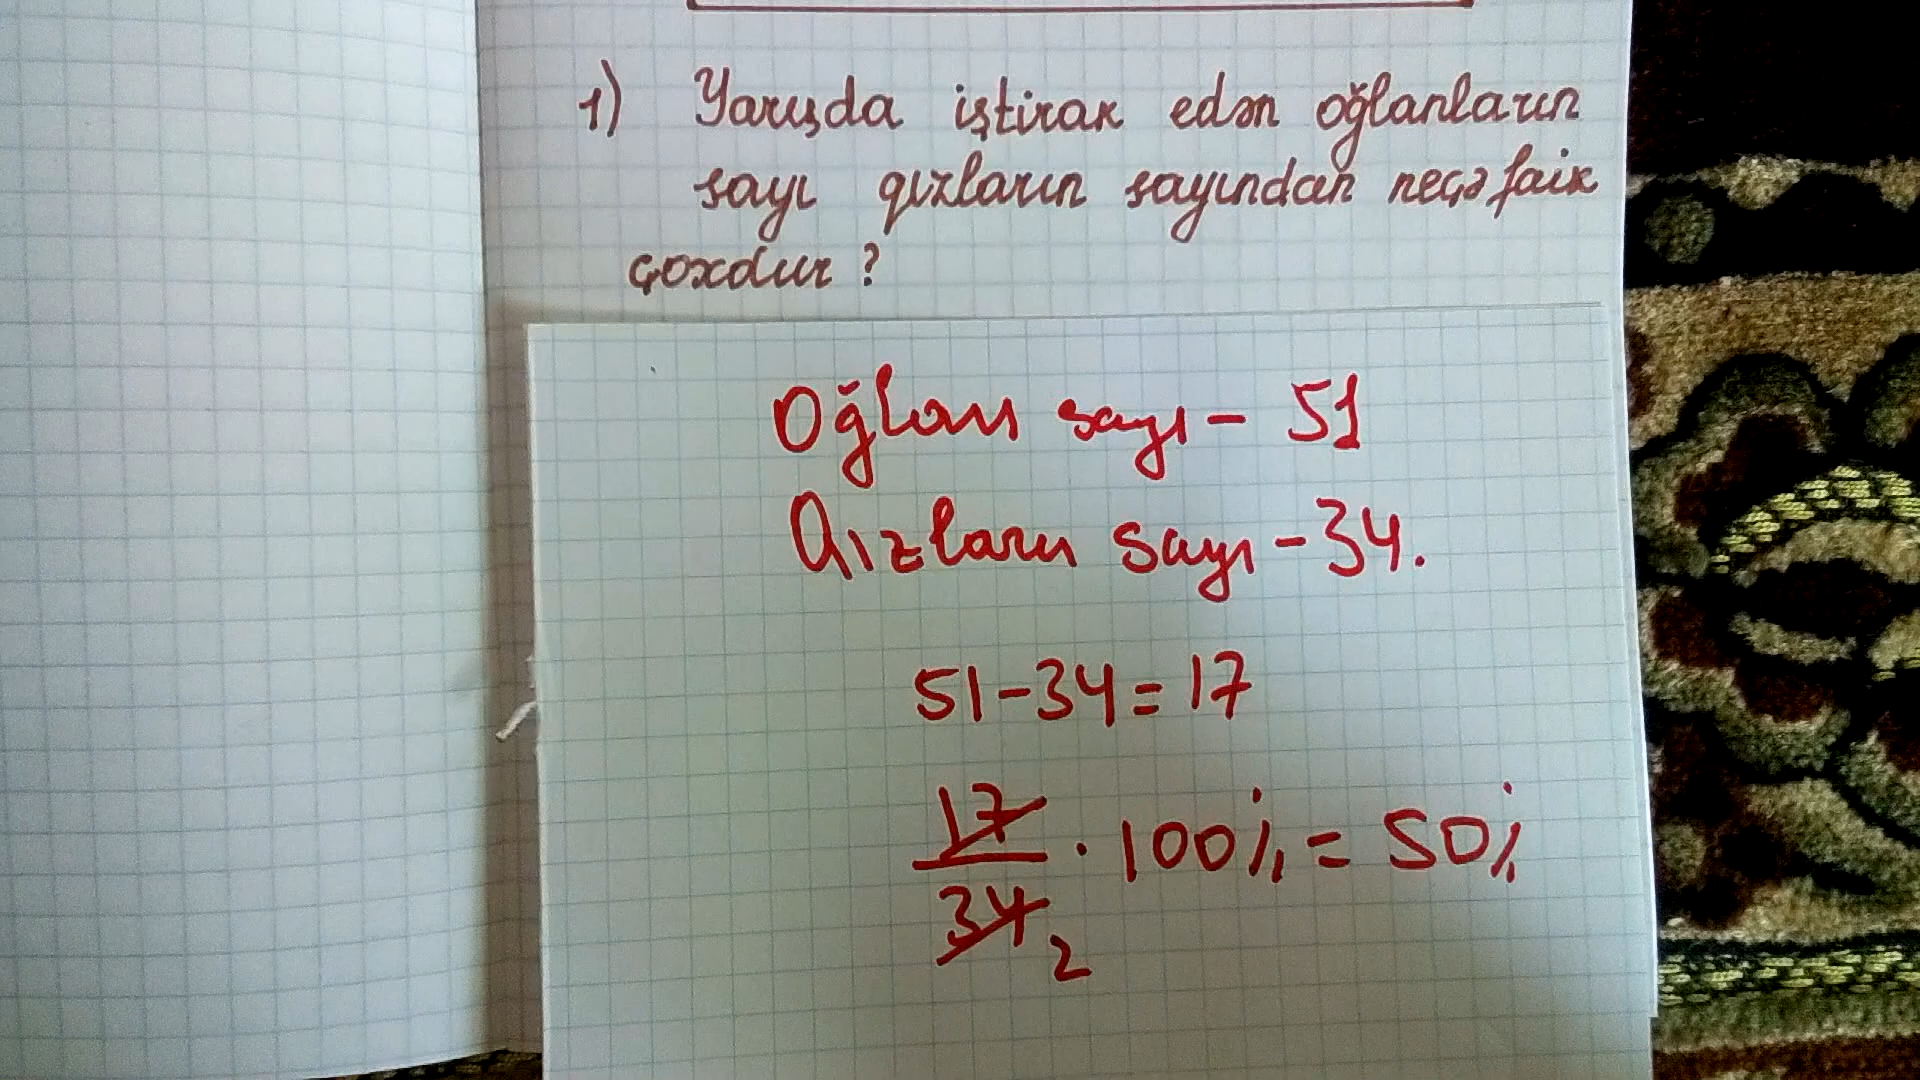 1) Yarışda iştirak edən oğlanların
sayı qızların sayından neçə faiz
çoxdur ?
Oğlan sayı - 51
Qızların sayı - 34.
51-34=17
17/34 2 · 100% = 50%